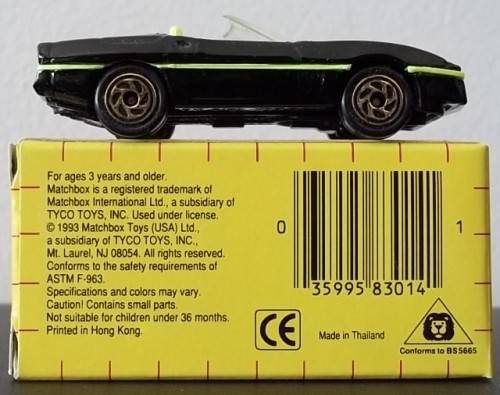 For ages 3 years and older.
Matchbox is a registered trademark of
Matchbox International Ltd., a subsidiary of
TYCO TOYS, INC. Used under license.
© 1993 Matchbox Toys (USA) Ltd.,
a subsidiary of TYCO TOYS, INC.,
Mt. Laurel, NJ 08054. All rights reserved.
Conforms to the safety requirements of
ASTM F-963.
Specifications and colors may vary.
Caution! Contains small parts.
Not suitable for children under 36 months.
Printed in Hong Kong.
0 35995 83014 1
CE
Made in Thailand
Conforms to BS 5665